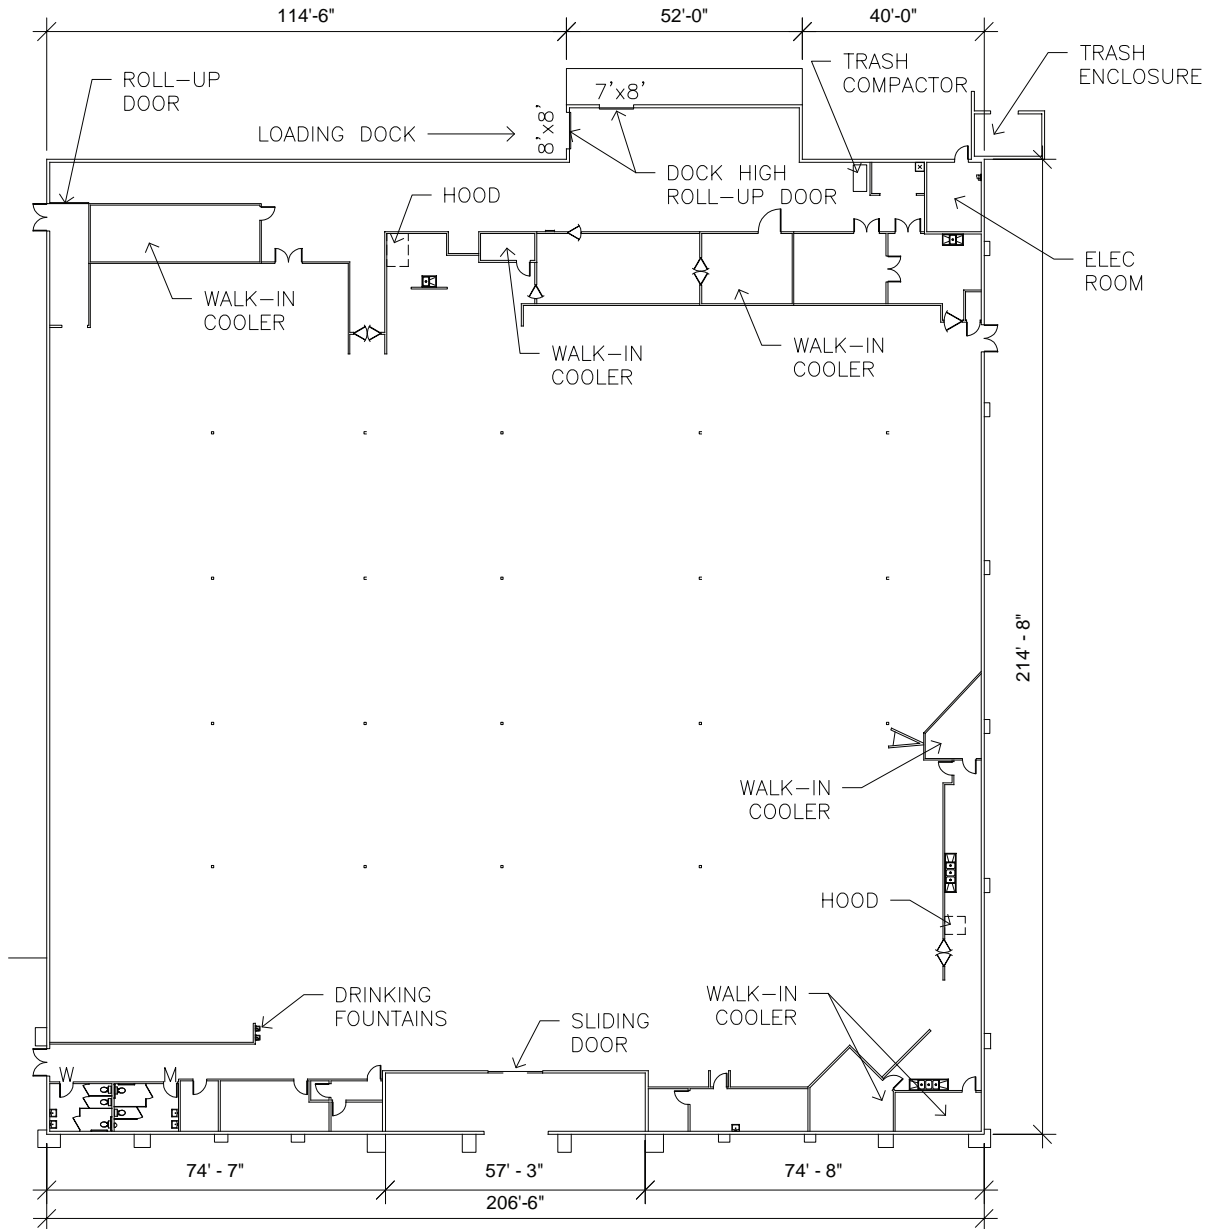 114'-6"
52'-0"
40'-0"
ROLL-UP
DOOR
LOADING DOCK
7'x8'
8'x8'
TRASH
COMPACTOR
TRASH
ENCLOSURE
HOOD
DOCK HIGH
ROLL-UP DOOR
ELEC
ROOM
WALK-IN
COOLER
WALK-IN
COOLER
WALK-IN
COOLER
214' - 8"
WALK-IN
COOLER
HOOD
DRINKING
FOUNTAINS
SLIDING
DOOR
WALK-IN
COOLER
W
M
74' - 7"
57' - 3"
74' - 8"
206'-6"